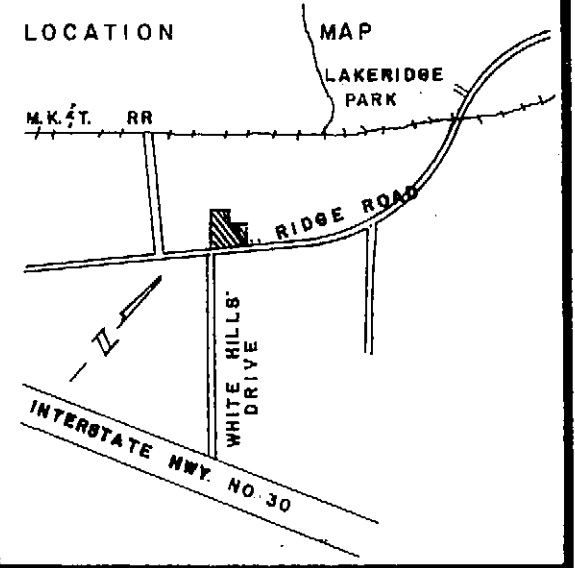 LOCATION MAP
LAKERIDGE
PARK
M.K.&T. RR
RIDGE ROAD
WHITE HILLS
DRIVE
N
INTERSTATE HWY. NO. 30